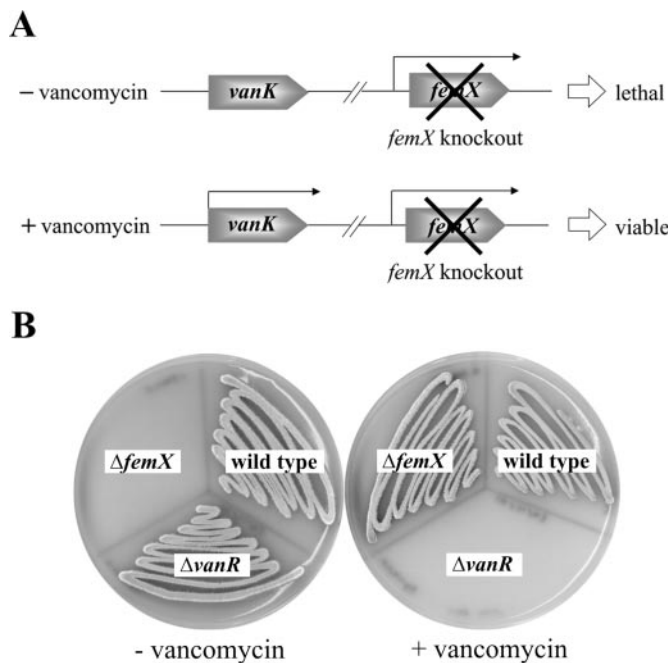 A
– vancomycin
vanK
femX
lethal
femX knockout
+ vancomycin
vanK
femX
viable
femX knockout
B
ΔfemX
wild type
ΔvanR
ΔfemX
wild type
ΔvanR
- vancomycin
+ vancomycin